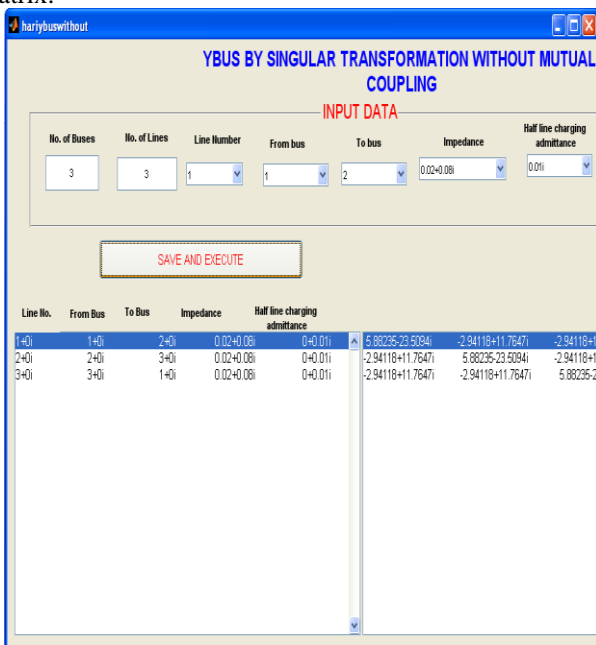 atrix.
hariybuswithout
YBUS BY SINGULAR TRANSFORMATION WITHOUT MUTUAL
COUPLING
INPUT DATA
No. of Buses No. of Lines Line Number From bus To bus Impedance Half line charging admittance
3 3 1 1 2 0.02+0.08i 0.01i
SAVE AND EXECUTE
Line No. From Bus To Bus Impedance Half line charging admittance
1+0i 1+0i 2+0i 0.02+0.08i 0+0.01i 5.88235-23.5094i -2.94118+11.7647i -2.94118+1
2+0i 2+0i 3+0i 0.02+0.08i 0+0.01i -2.94118+11.7647i 5.88235-23.5094i -2.94118+1
3+0i 3+0i 1+0i 0.02+0.08i 0+0.01i -2.94118+11.7647i -2.94118+11.7647i 5.88235-2